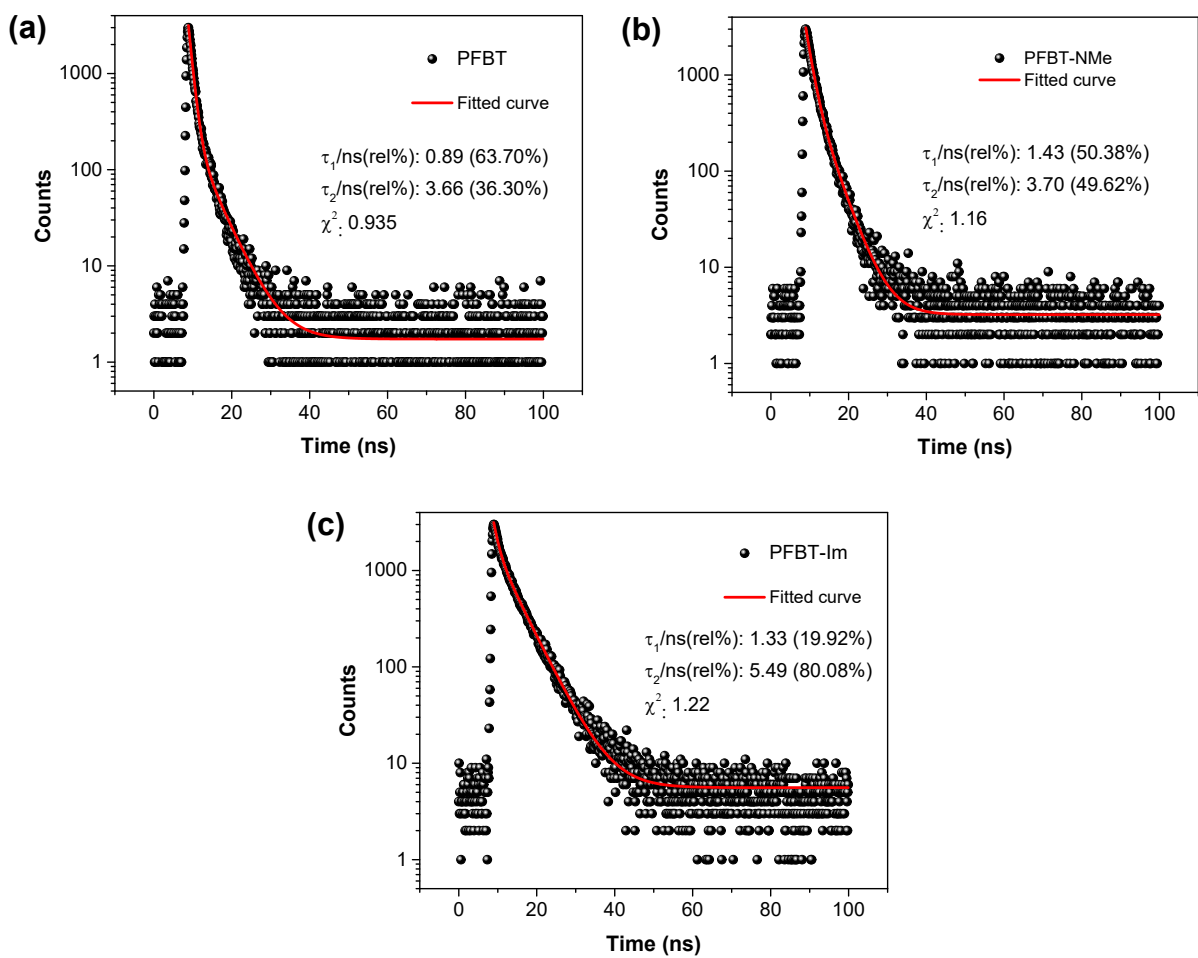 (a)
PFBT
Fitted curve
τ₁/ns(rel%): 0.89 (63.70%)
τ₂/ns(rel%): 3.66 (36.30%)
χ²: 0.935
Counts
1000
100
10
1
0 20 40 60 80 100
Time (ns)
(b)
PFBT-NMe
Fitted curve
τ₁/ns(rel%): 1.43 (50.38%)
τ₂/ns(rel%): 3.70 (49.62%)
χ²: 1.16
Counts
1000
100
10
1
0 20 40 60 80 100
Time (ns)
(c)
PFBT-Im
Fitted curve
τ₁/ns(rel%): 1.33 (19.92%)
τ₂/ns(rel%): 5.49 (80.08%)
χ²: 1.22
Counts
1000
100
10
1
0 20 40 60 80 100
Time (ns)